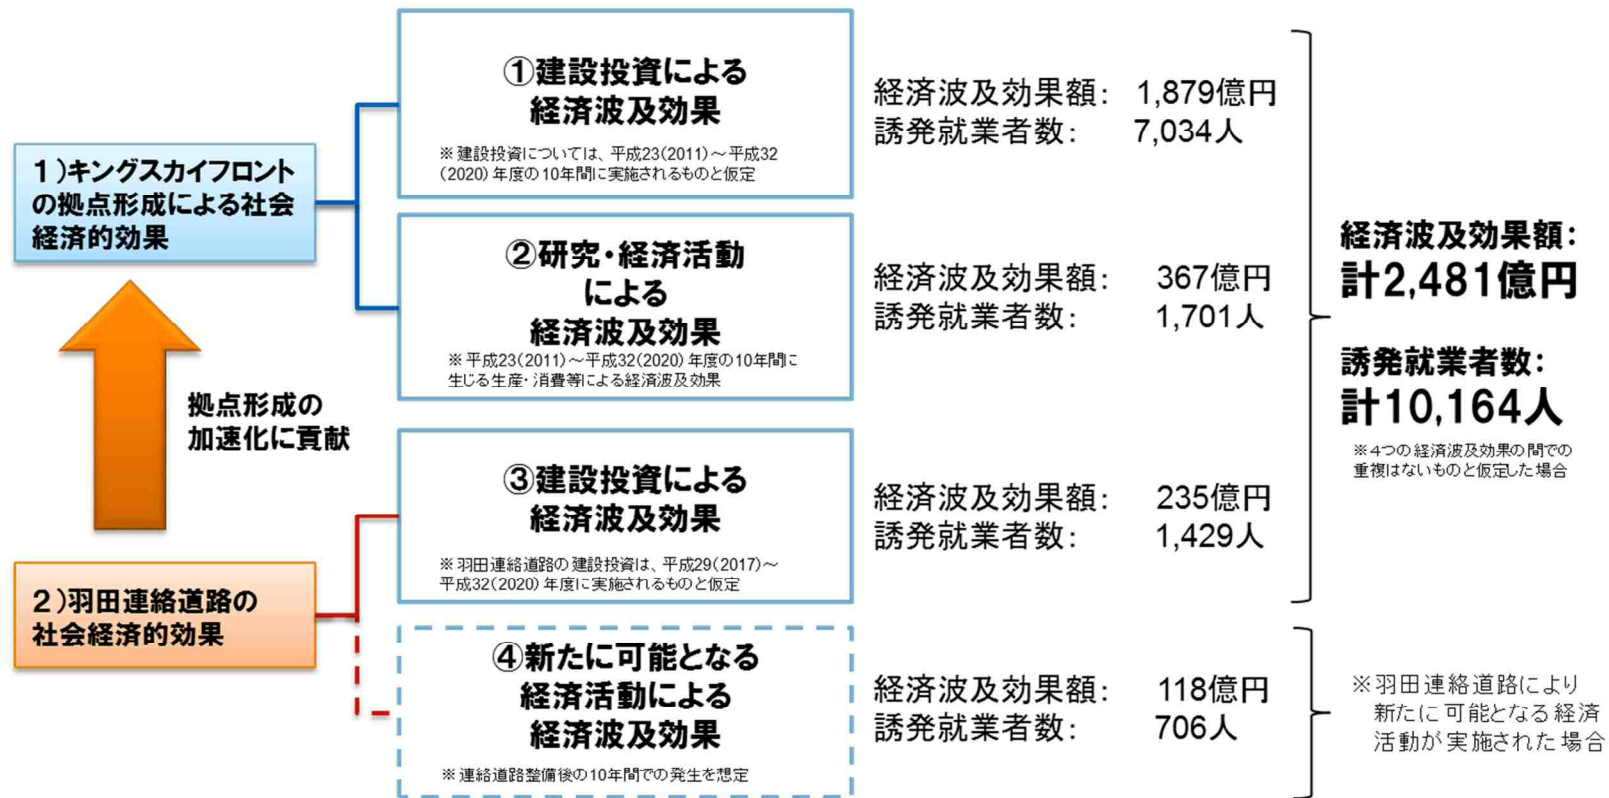 1)キングスカイフロント
の拠点形成による社会
経済的効果
拠点形成の
加速化に貢献
2)羽田連絡道路の
社会経済的効果
①建設投資による
経済波及効果
※建設投資については、平成23(2011)～平成32
(2020)年度の10年間に実施されるものと仮定
経済波及効果額: 1,879億円
誘発就業者数: 7,034人
②研究・経済活動
による
経済波及効果
※平成23(2011)～平成32(2020)年度の10年間に
生じる生産・消費等による経済波及効果
経済波及効果額: 367億円
誘発就業者数: 1,701人
③建設投資による
経済波及効果
※羽田連絡道路の建設投資は、平成29(2017)～
平成32(2020)年度に実施されるものと仮定
経済波及効果額: 235億円
誘発就業者数: 1,429人
④新たに可能となる
経済活動による
経済波及効果
※連絡道路整備後の10年間での発生を想定
経済波及効果額: 118億円
誘発就業者数: 706人
経済波及効果額:
計2,481億円
誘発就業者数:
計10,164人
※4つの経済波及効果の間での
重複はないものと仮定した場合
※羽田連絡道路により
新たに可能となる経済
活動が実施された場合